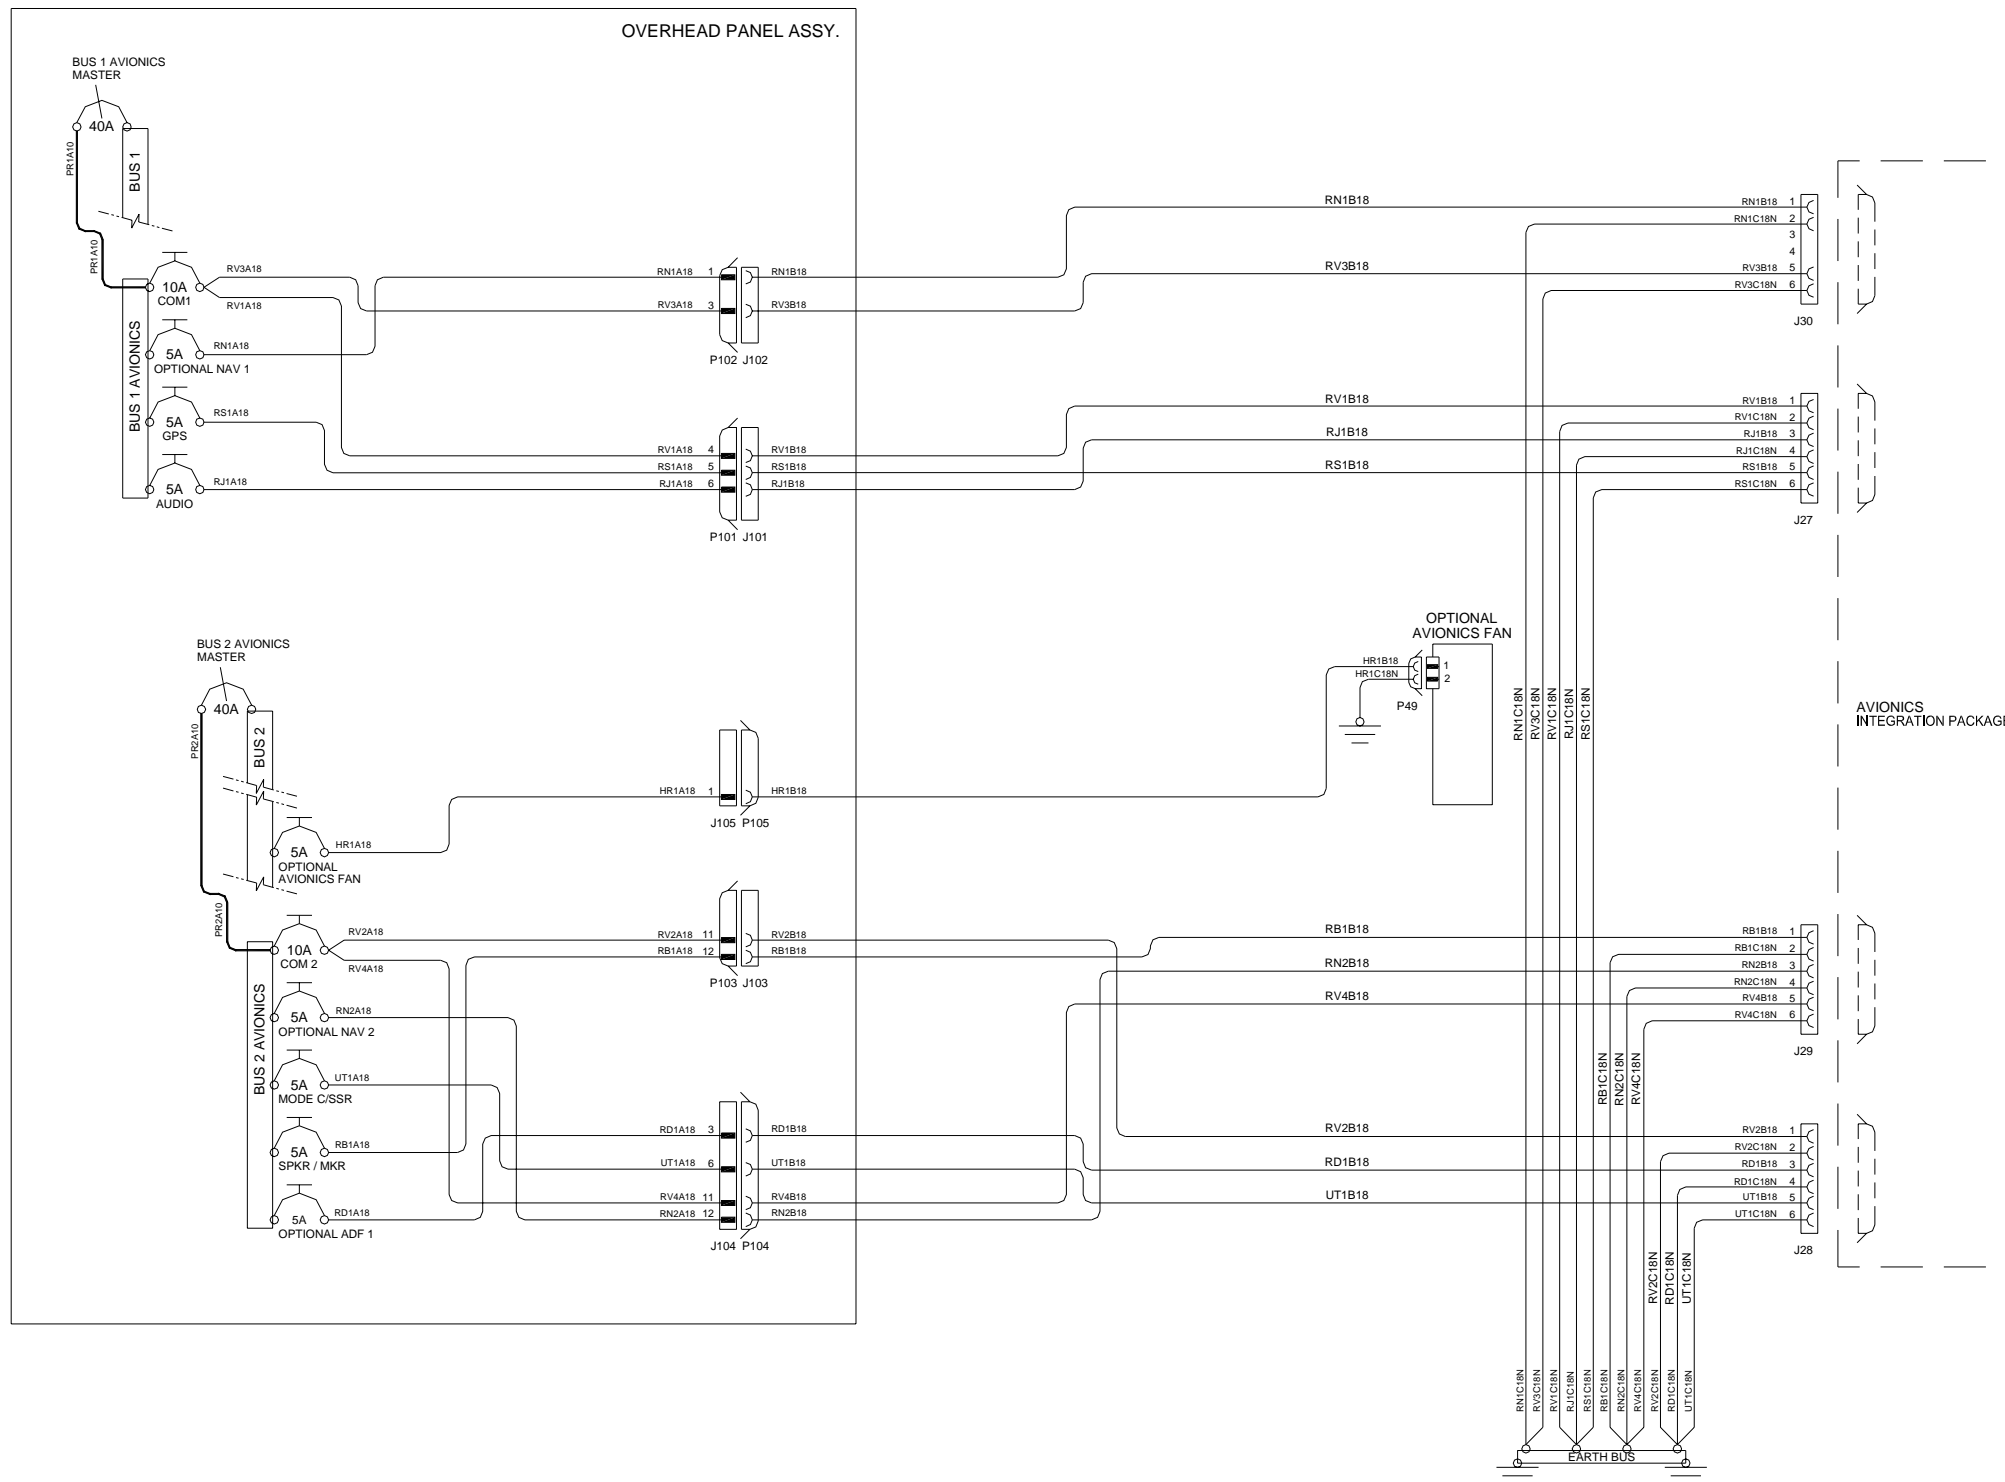 OVERHEAD PANEL ASSY.
BUS 1 AVIONICS
MASTER
40A
PR1A10
BUS 1
PR1A10
BUS 1 AVIONICS
10A
COM1
RV3A18
RV1A18
5A
OPTIONAL NAV 1
RN1A18
5A
GPS
RS1A18
5A
AUDIO
RJ1A18
RN1A18 1 RN1B18
RV3A18 3 RV3B18
P102 J102
RV1A18 4 RV1B18
RS1A18 5 RS1B18
RJ1A18 6 RJ1B18
P101 J101
RN1B18
RV3B18
RN1B18 1
RN1C18N 2
3
4
RV3B18 5
RV3C18N 6
J30
RV1B18
RJ1B18
RS1B18
RV1B18 1
RV1C18N 2
RJ1B18 3
RJ1C18N 4
RS1B18 5
RS1C18N 6
J27
BUS 2 AVIONICS
MASTER
40A
PR2A10
BUS 2
5A
OPTIONAL
AVIONICS FAN
HR1A18
HR1A18 1 HR1B18
J105 P105
OPTIONAL
AVIONICS FAN
HR1B18 1
HR1C18N 2
P49
RN1C18N
RV3C18N
RV1C18N
RJ1C18N
RS1C18N
AVIONICS
INTEGRATION PACKAGE
PR2A10
BUS 2 AVIONICS
10A
COM 2
RV2A18
RV4A18
5A
OPTIONAL NAV 2
RN2A18
5A
MODE C/SSR
UT1A18
5A
SPKR / MKR
RB1A18
5A
OPTIONAL ADF 1
RD1A18
RV2A18 11 RV2B18
RB1A18 12 RB1B18
P103 J103
RD1A18 3 RD1B18
UT1A18 6 UT1B18
RV4A18 11 RV4B18
RN2A18 12 RN2B18
J104 P104
RB1B18
RN2B18
RV4B18
RB1B18 1
RB1C18N 2
RN2B18 3
RN2C18N 4
RV4B18 5
RV4C18N 6
J29
RB1C18N
RN2C18N
RV4C18N
RV2B18
RD1B18
UT1B18
RV2B18 1
RV2C18N 2
RD1B18 3
RD1C18N 4
UT1B18 5
UT1C18N 6
J28
RV2C18N
RD1C18N
UT1C18N
RN1C18N
RV3C18N
RV1C18N
RJ1C18N
RS1C18N
RB1C18N
RN2C18N
RV4C18N
RV2C18N
RD1C18N
UT1C18N
EARTH BUS